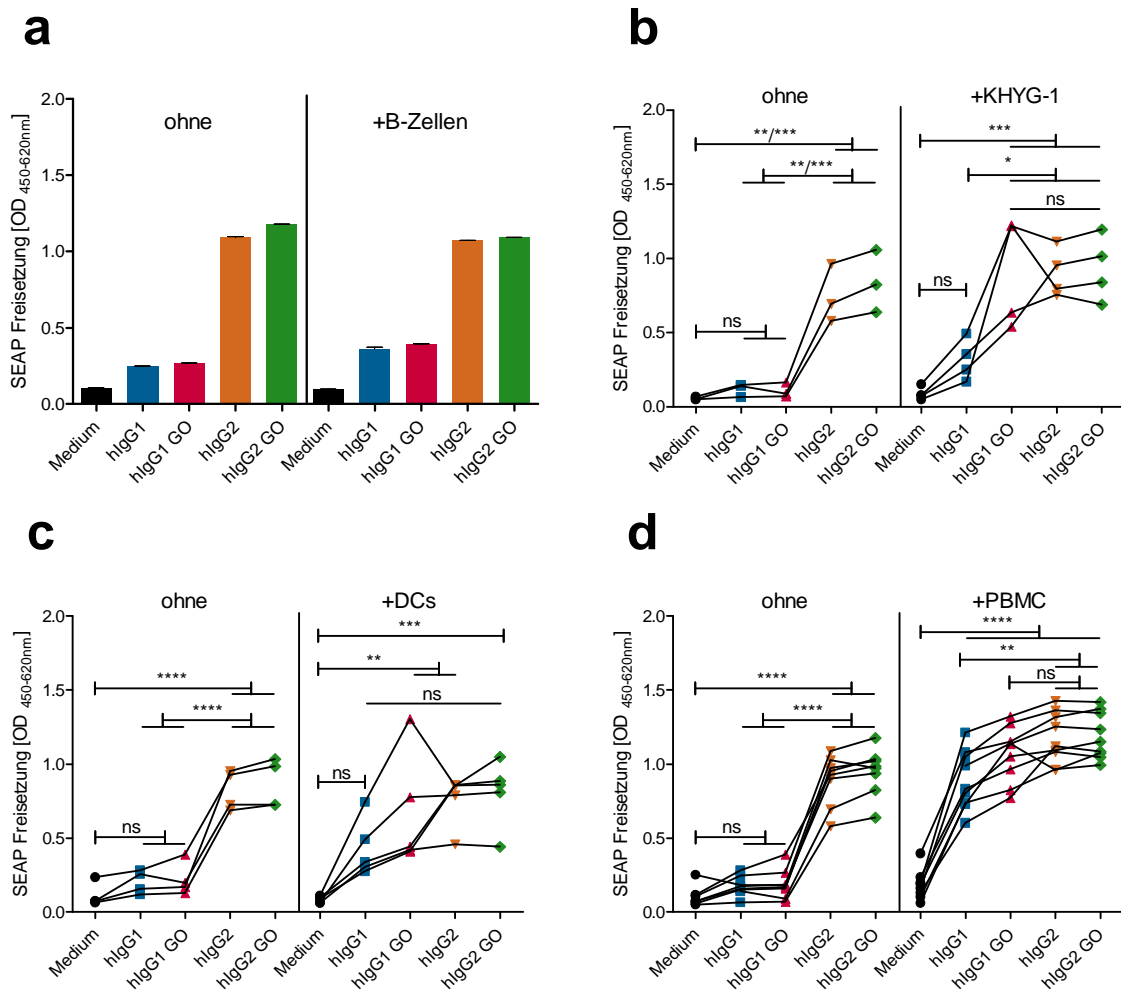 a
SEAP Freisetzung [OD 450-620nm]
2.0
1.5
1.0
0.5
0.0
ohne
+B-Zellen
Medium
hIgG1
hIgG1 GO
hIgG2
hIgG2 GO
Medium
hIgG1
hIgG1 GO
hIgG2
hIgG2 GO
b
SEAP Freisetzung [OD 450-620nm]
2.0
1.5
1.0
0.5
0.0
ohne
+KHYG-1
**/***
**/***
ns
***
*
ns
ns
Medium
hIgG1
hIgG1 GO
hIgG2
hIgG2 GO
Medium
hIgG1
hIgG1 GO
hIgG2
hIgG2 GO
c
SEAP Freisetzung [OD 450-620nm]
2.0
1.5
1.0
0.5
0.0
ohne
+DCs
****
****
ns
***
**
ns
ns
Medium
hIgG1
hIgG1 GO
hIgG2
hIgG2 GO
Medium
hIgG1
hIgG1 GO
hIgG2
hIgG2 GO
d
SEAP Freisetzung [OD 450-620nm]
2.0
1.5
1.0
0.5
0.0
ohne
+PBMC
****
****
ns
****
**
ns
Medium
hIgG1
hIgG1 GO
hIgG2
hIgG2 GO
Medium
hIgG1
hIgG1 GO
hIgG2
hIgG2 GO